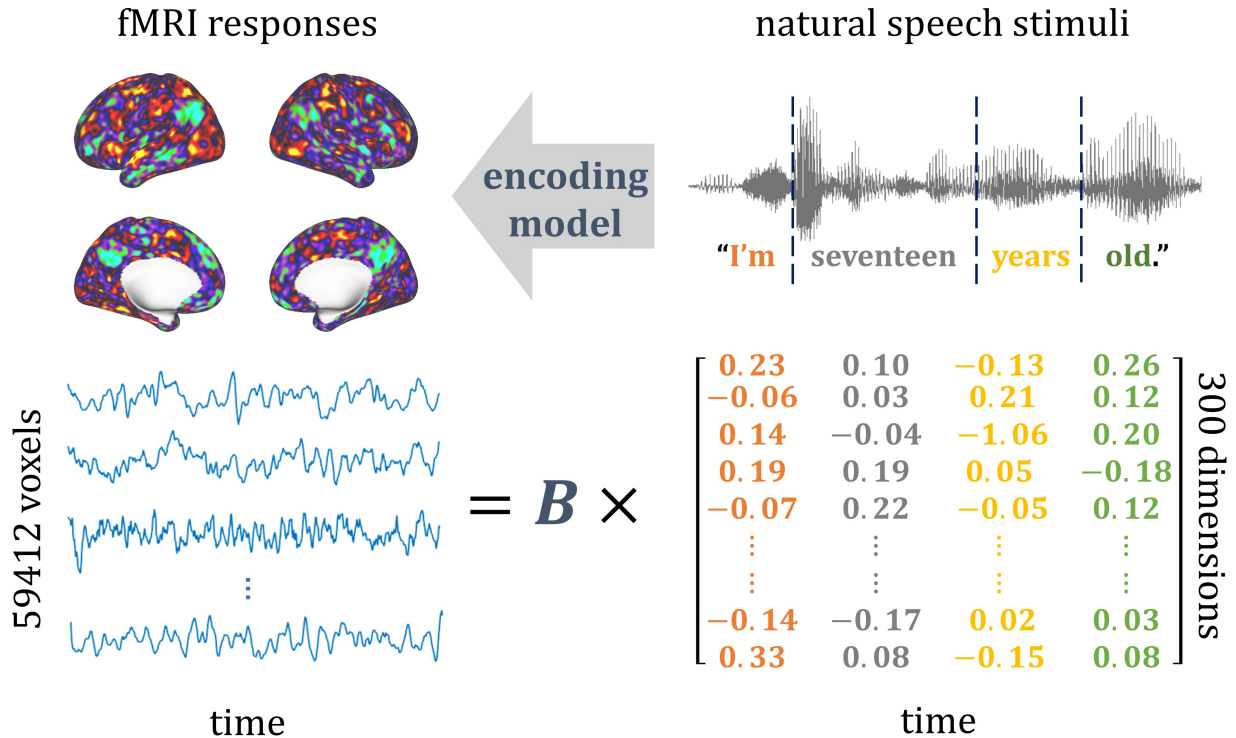 fMRI responses
natural speech stimuli
encoding
model
“I’m seventeen years old.”
59412 voxels
time
= B ×
0.23 0.10 −0.13 0.26
−0.06 0.03 0.21 0.12
0.14 −0.04 −1.06 0.20
0.19 0.19 0.05 −0.18
−0.07 0.22 −0.05 0.12
⋮ ⋮ ⋮ ⋮
⋮ ⋮ ⋮ ⋮
−0.14 −0.17 0.02 0.03
0.33 0.08 −0.15 0.08
300 dimensions
time